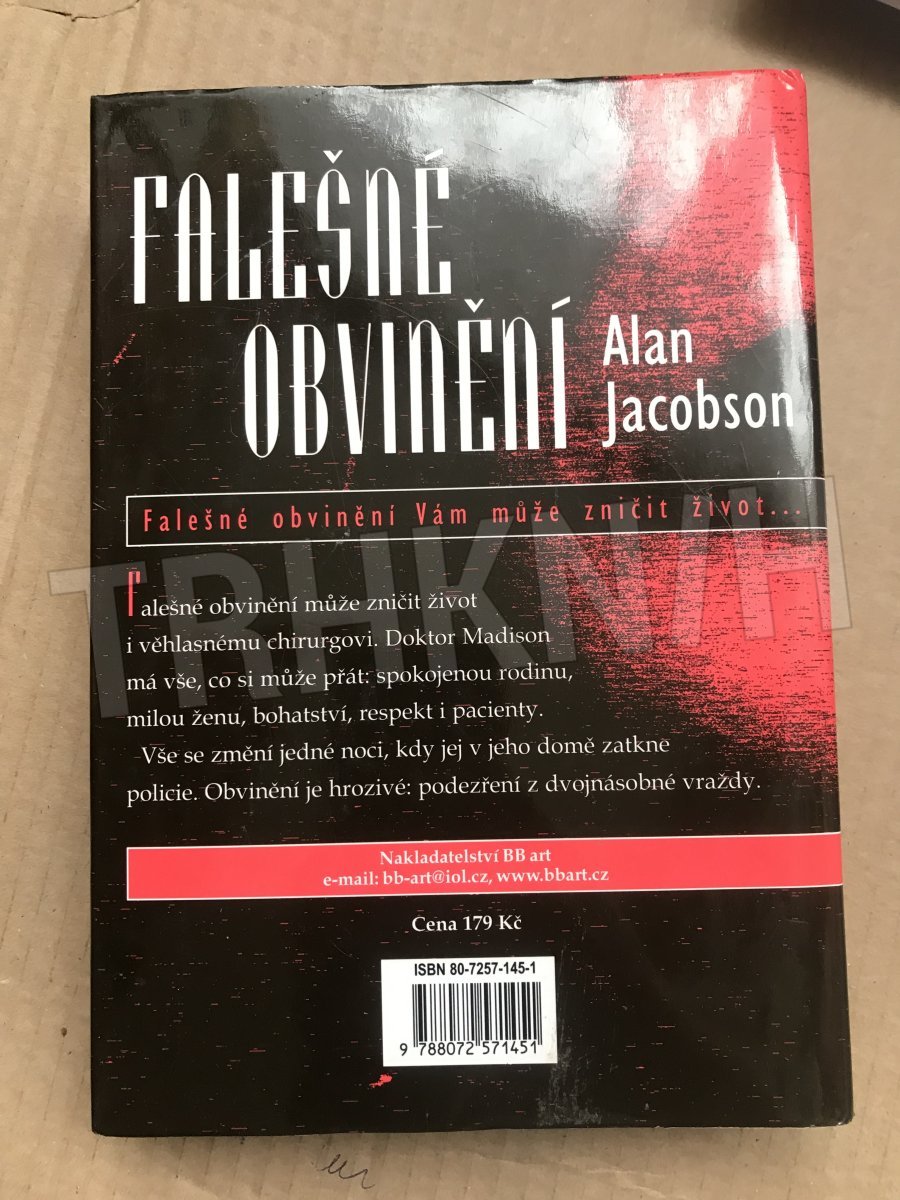 FALEŠNÉ
OBVINĚNÍ
Alan
Jacobson
Falešné obvinění Vám může zničit život...
TRHKNIH
Falešné obvinění může zničit život
i věhlasnému chirurgovi. Doktor Madison
má vše, co si může přát: spokojenou rodinu,
milou ženu, bohatství, respekt i pacienty.
Vše se změní jedné noci, kdy jej v jeho domě zatkne
policie. Obvinění je hrozivé: podezření z dvojnásobné vraždy.
Nakladatelství BB art
e-mail: bb-art@iol.cz, www.bbart.cz
Cena 179 Kč
ISBN 80-7257-145-1
9 788072 571451